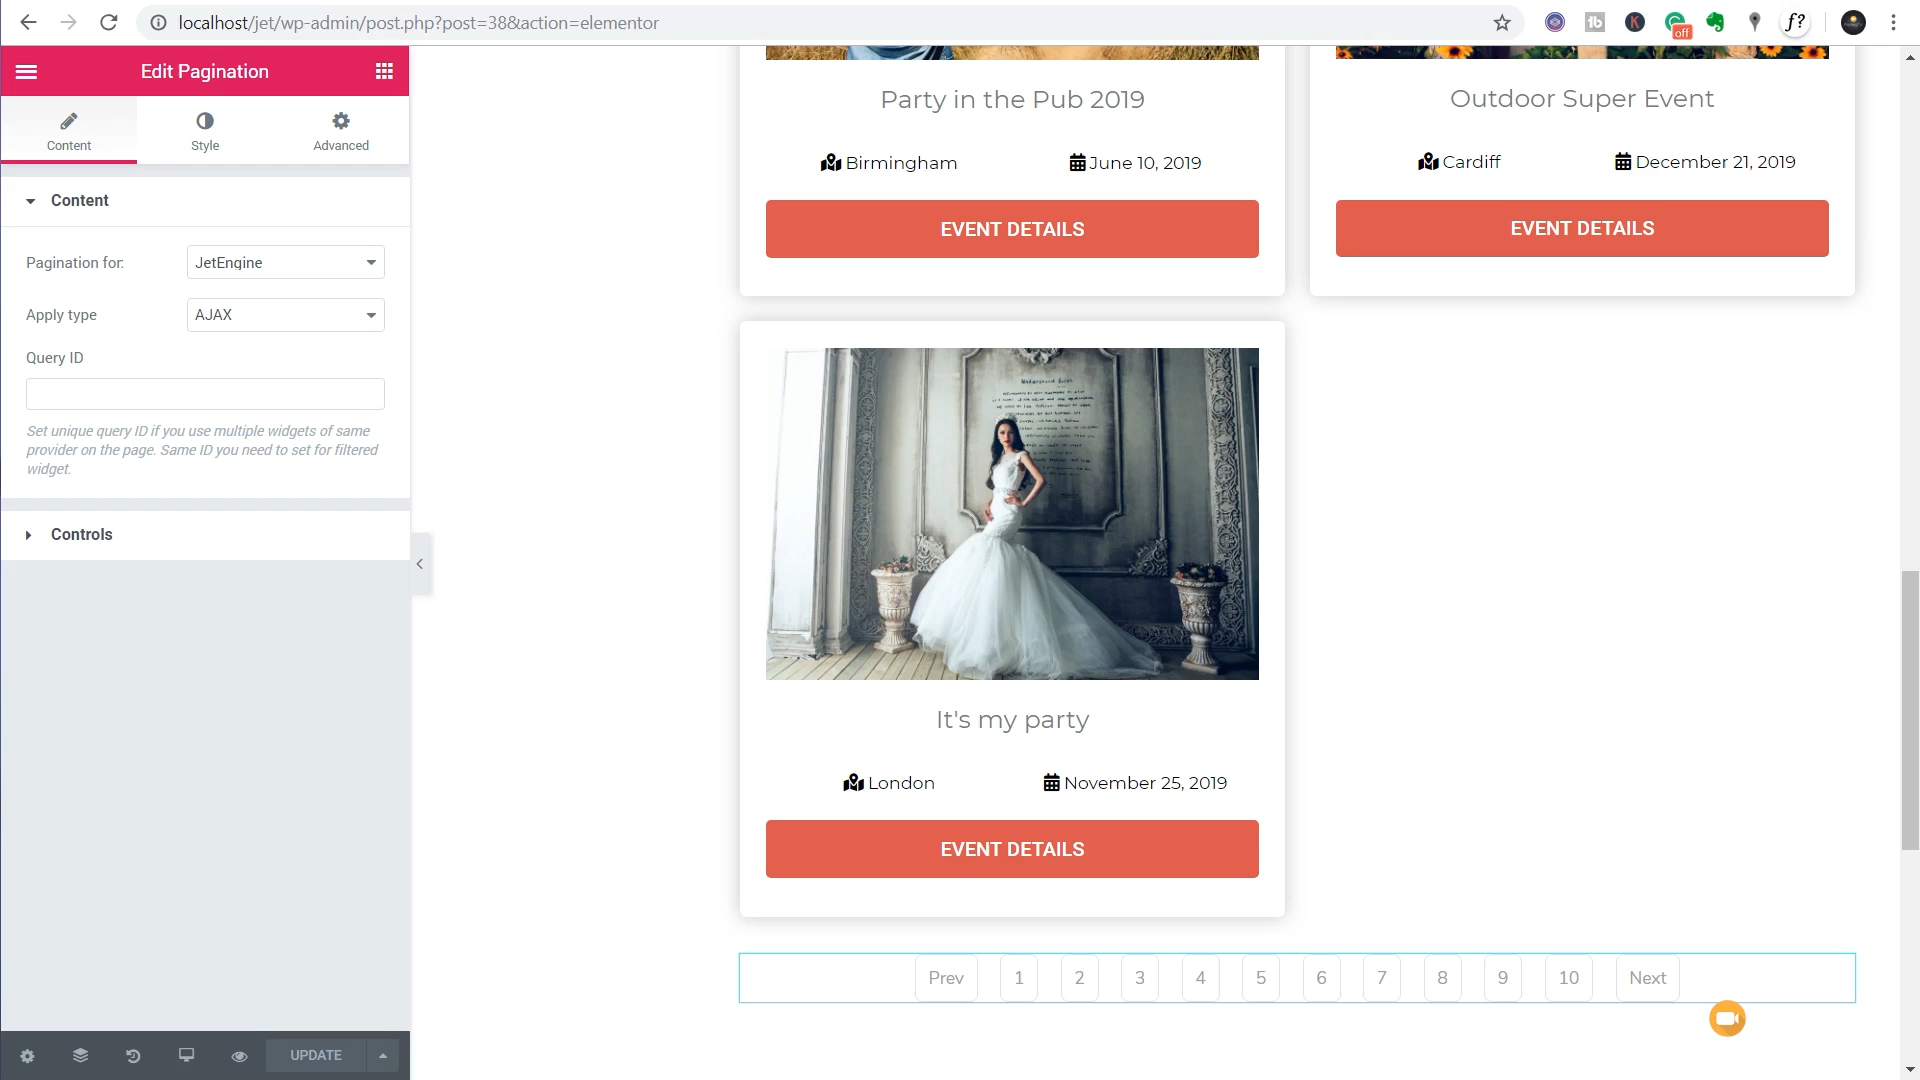 localhost/jet/wp-admin/post.php?post=38&action=elementor
off
f?
Edit Pagination
Content
Style
Advanced
Content
Pagination for:
JetEngine
Apply type
AJAX
Query ID
Set unique query ID if you use multiple widgets of same
provider on the page. Same ID you need to set for filtered
widget.
Controls
UPDATE
Party in the Pub 2019
Birmingham
June 10, 2019
EVENT DETAILS
Outdoor Super Event
Cardiff
December 21, 2019
EVENT DETAILS
It's my party
London
November 25, 2019
EVENT DETAILS
Prev 1 2 3 4 5 6 7 8 9 10 Next